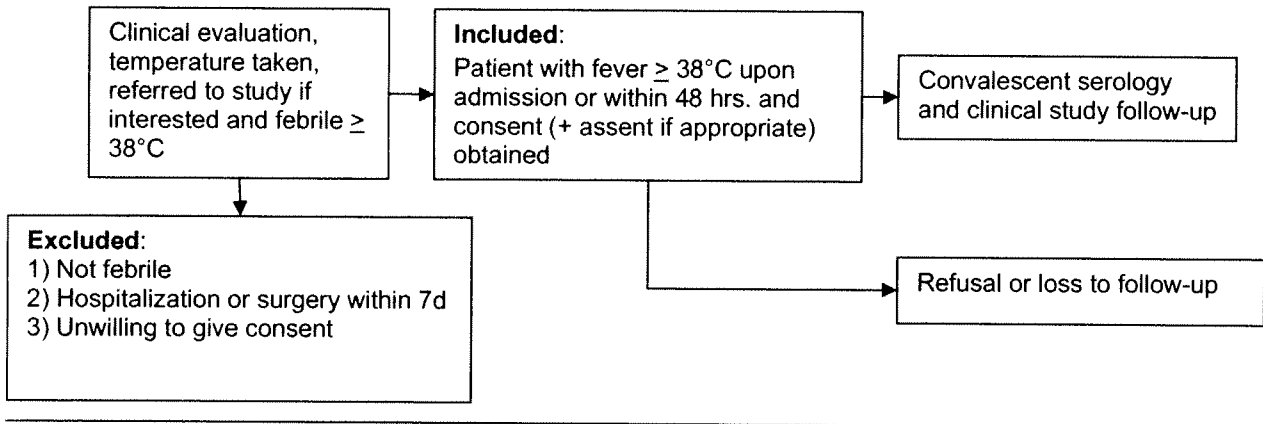 Clinical evaluation,
temperature taken,
referred to study if
interested and febrile ≥
38°C
Included:
Patient with fever ≥ 38°C upon
admission or within 48 hrs. and
consent (+ assent if appropriate)
obtained
Convalescent serology
and clinical study follow-up
Excluded:
1) Not febrile
2) Hospitalization or surgery within 7d
3) Unwilling to give consent
Refusal or loss to follow-up